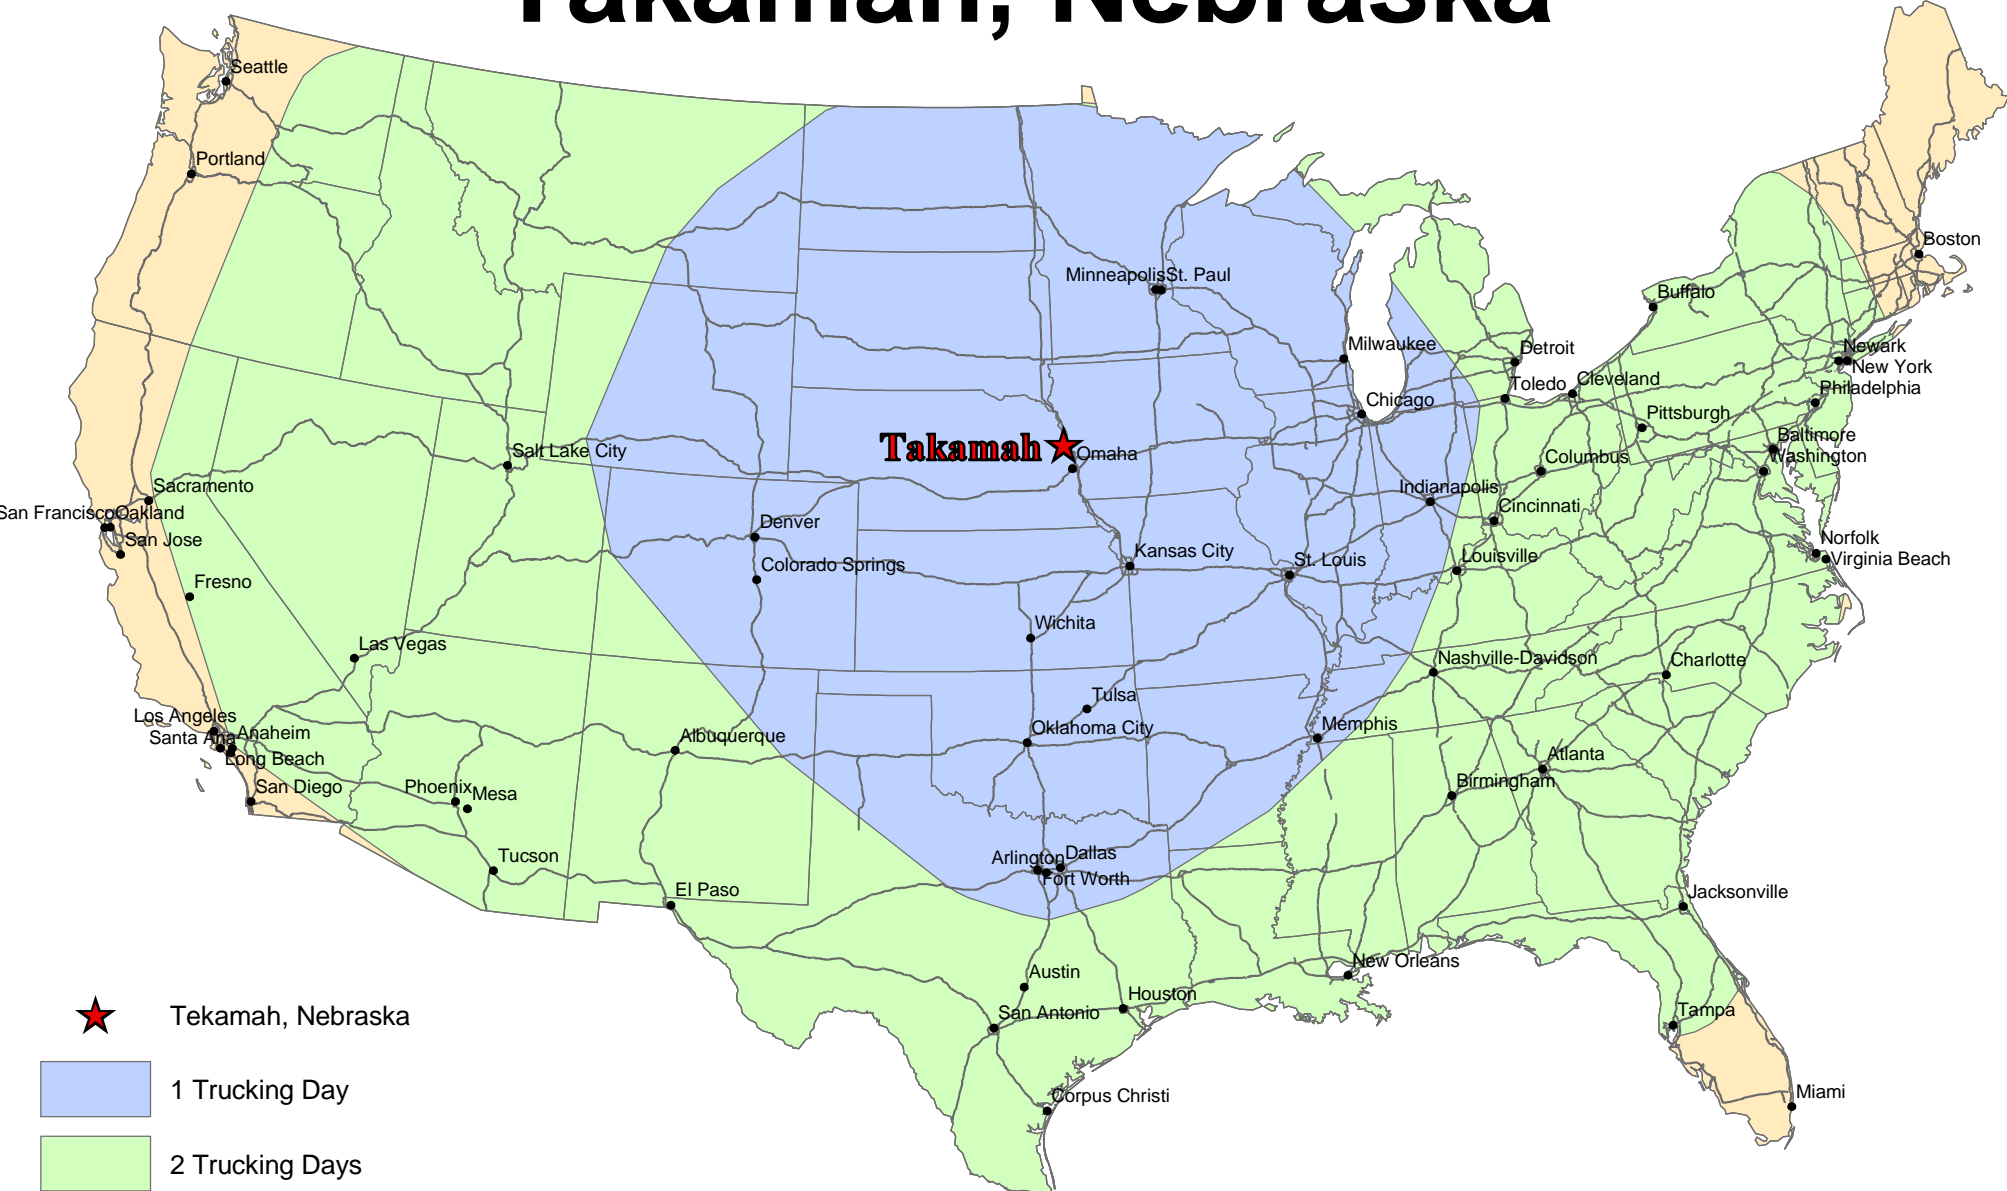 Takamah, Nebraska
Seattle
Portland
Boston
MinneapolisSt. Paul
Buffalo
Milwaukee
Detroit
Newark
New York
Toledo
Cleveland
Philadelphia
Chicago
Pittsburgh
Takamah
Omaha
Salt Lake City
Baltimore
Washington
Columbus
Sacramento
Indianapolis
Cincinnati
San FranciscoOakland
Denver
San Jose
Norfolk
Kansas City
St. Louis
Louisville
Virginia Beach
Colorado Springs
Fresno
Wichita
Las Vegas
Nashville-Davidson
Charlotte
Tulsa
Los Angeles
Memphis
Oklahoma City
Anaheim
Santa Ana
Albuquerque
Long Beach
Atlanta
San Diego
Phoenix
Mesa
Birmingham
Tucson
Arlington
Dallas
Fort Worth
El Paso
Jacksonville
New Orleans
Austin
Houston
San Antonio
Tampa
Tekamah, Nebraska
1 Trucking Day
Corpus Christi
Miami
2 Trucking Days